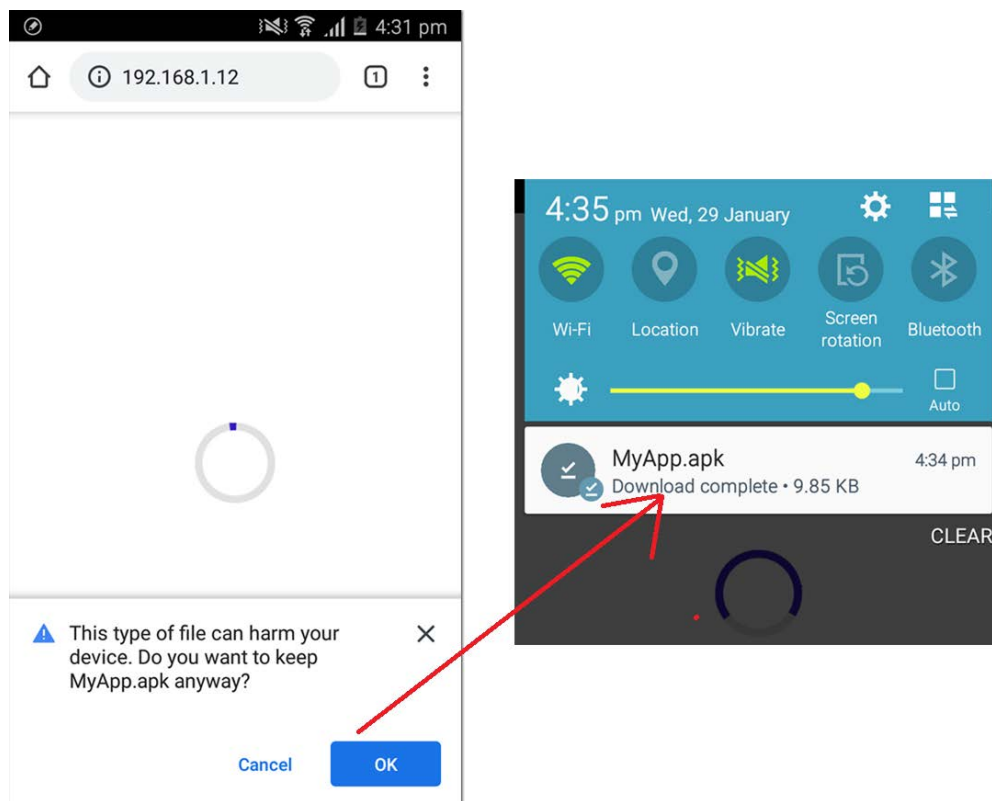 4:31 pm
192.168.1.12
1
This type of file can harm your
device. Do you want to keep
MyApp.apk anyway?
Cancel OK
4:35 pm Wed, 29 January
Wi-Fi Location Vibrate Screen rotation Bluetooth
Auto
MyApp.apk 4:34 pm
Download complete • 9.85 KB
CLEAR